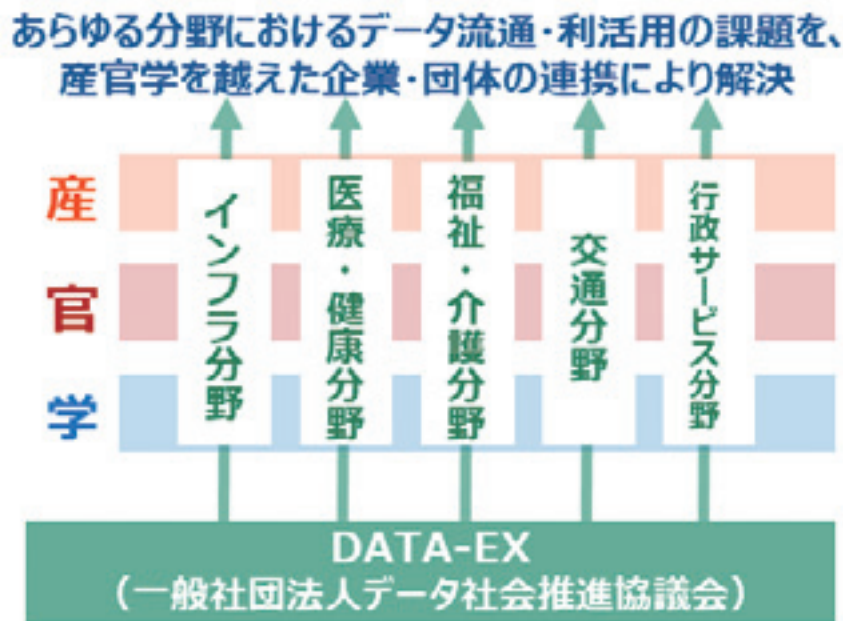 あらゆる分野におけるデータ流通・利活用の課題を、
産官学を越えた企業・団体の連携により解決
産
官
学
インフラ分野
医療・健康分野
福祉・介護分野
交通分野
行政サービス分野
DATA-EX
（一般社団法人データ社会推進協議会）